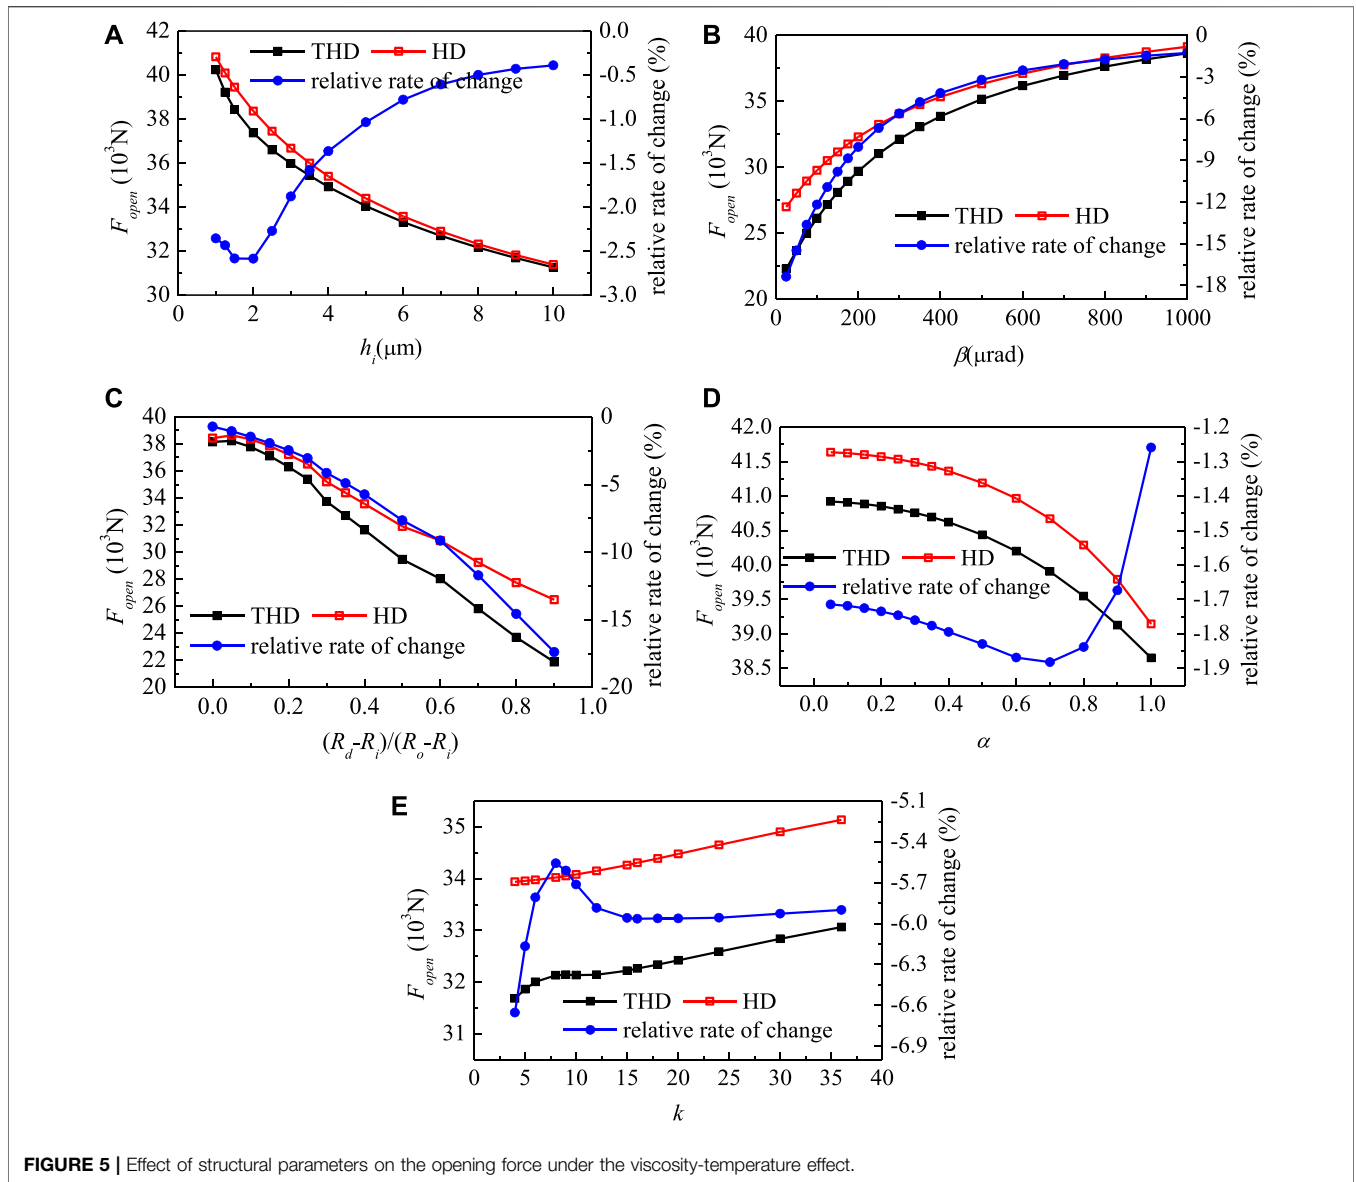 A
F_open (10³N)
42
40
38
36
34
32
30
THD HD
relative rate of change
0.0
-0.5
-1.0
-1.5
-2.0
-2.5
-3.0
relative rate of change (%)
0 2 4 6 8 10
h_i(μm)
B
F_open (10³N)
40
35
30
25
20
THD HD
relative rate of change
0
-3
-6
-9
-12
-15
-18
relative rate of change (%)
0 200 400 600 800 1000
β(μrad)
C
F_open (10³N)
40
38
36
34
32
30
28
26
24
22
20
THD HD
relative rate of change
0
-5
-10
-15
-20
relative rate of change (%)
0.0 0.2 0.4 0.6 0.8 1.0
(R_d-R_i)/(R_o-R_i)
D
F_open (10³N)
42.0
41.5
41.0
40.5
40.0
39.5
39.0
38.5
THD HD
relative rate of change
-1.2
-1.3
-1.4
-1.5
-1.6
-1.7
-1.8
-1.9
relative rate of change (%)
0.0 0.2 0.4 0.6 0.8 1.0
α
E
F_open (10³N)
35
34
33
32
31
THD HD
relative rate of change
-5.1
-5.4
-5.7
-6.0
-6.3
-6.6
-6.9
relative rate of change (%)
0 5 10 15 20 25 30 35 40
k
FIGURE 5 | Effect of structural parameters on the opening force under the viscosity-temperature effect.